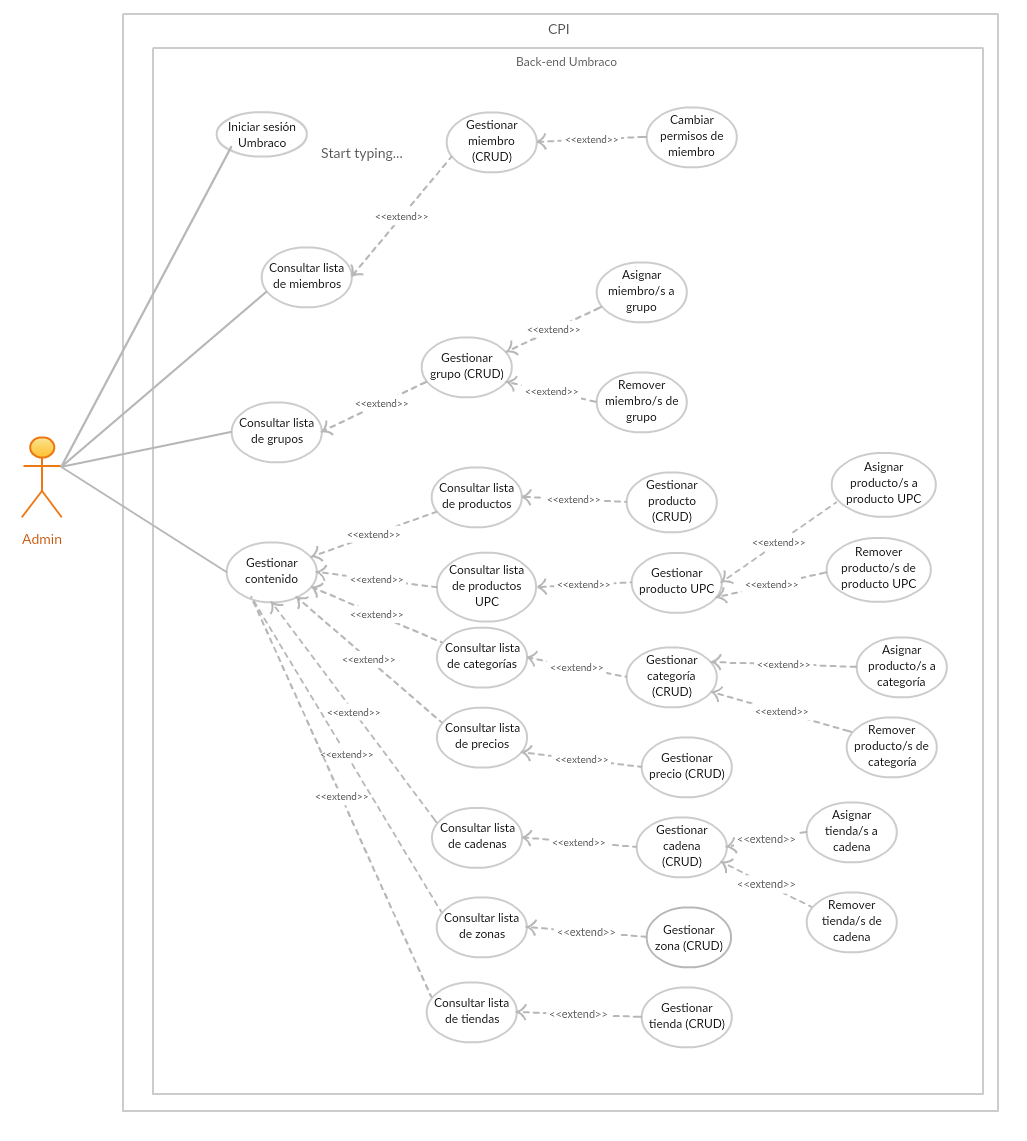 CPI
Back-end Umbraco
Iniciar sesión
Umbraco
Start typing...
Gestionar
miembro
(CRUD)
<<extend>>
Cambiar
permisos de
miembro
<<extend>>
Consultar lista
de miembros
Asignar
miembro/s a
grupo
<<extend>>
Gestionar
grupo (CRUD)
<<extend>>
Remover
miembro/s de
grupo
<<extend>>
Consultar lista
de grupos
Admin
Gestionar
contenido
<<extend>>
Consultar lista
de productos
<<extend>>
Gestionar
producto
(CRUD)
Asignar
producto/s a
producto UPC
<<extend>>
<<extend>>
Consultar lista
de productos
UPC
<<extend>>
Gestionar
producto UPC
<<extend>>
Remover
producto/s de
producto UPC
<<extend>>
Consultar lista
de categorías
<<extend>>
Gestionar
categoría
(CRUD)
<<extend>>
Asignar
producto/s a
categoría
<<extend>>
Remover
producto/s de
categoría
<<extend>>
Consultar lista
de precios
<<extend>>
Gestionar
precio (CRUD)
<<extend>>
Consultar lista
de cadenas
<<extend>>
Gestionar
cadena
(CRUD)
<<extend>>
Asignar
tienda/s a
cadena
<<extend>>
Remover
tienda/s de
cadena
<<extend>>
Consultar lista
de zonas
<<extend>>
Gestionar
zona (CRUD)
<<extend>>
Consultar lista
de tiendas
<<extend>>
Gestionar
tienda (CRUD)